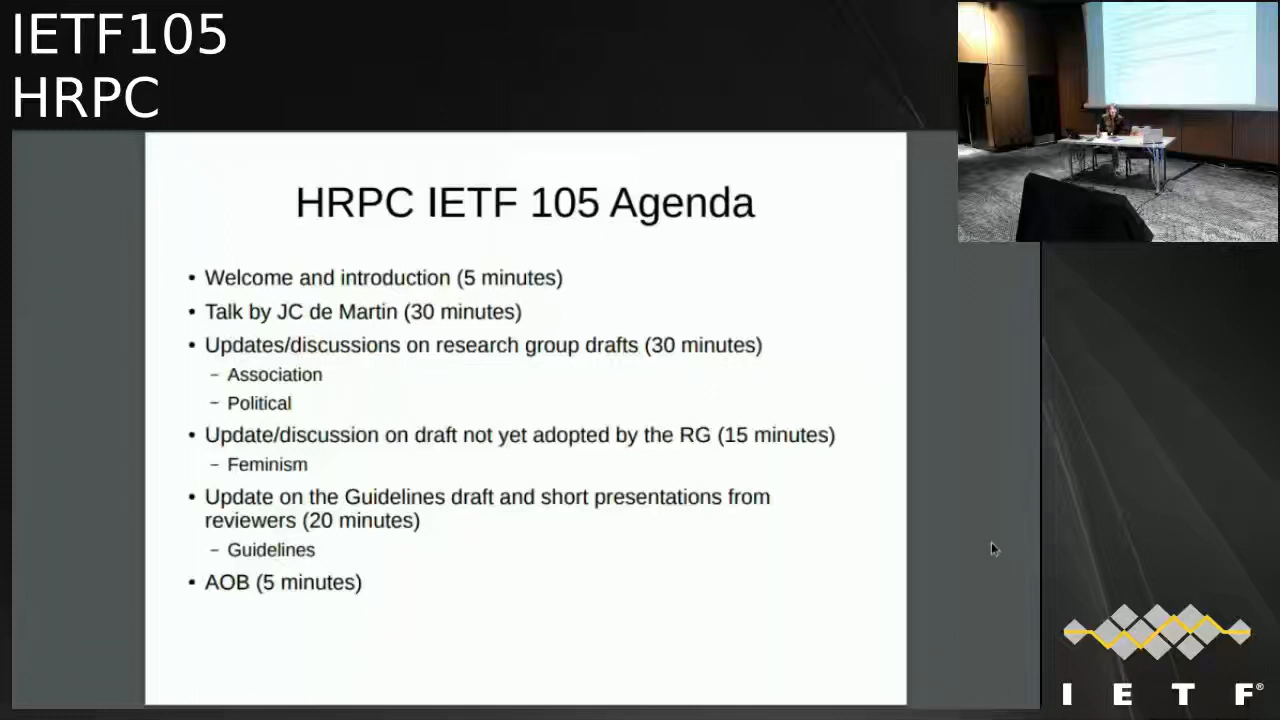 IETF105
HRPC
HRPC IETF 105 Agenda
• Welcome and introduction (5 minutes)
• Talk by JC de Martin (30 minutes)
• Updates/discussions on research group drafts (30 minutes)
– Association
– Political
• Update/discussion on draft not yet adopted by the RG (15 minutes)
– Feminism
• Update on the Guidelines draft and short presentations from
reviewers (20 minutes)
– Guidelines
• AOB (5 minutes)
I E T F®